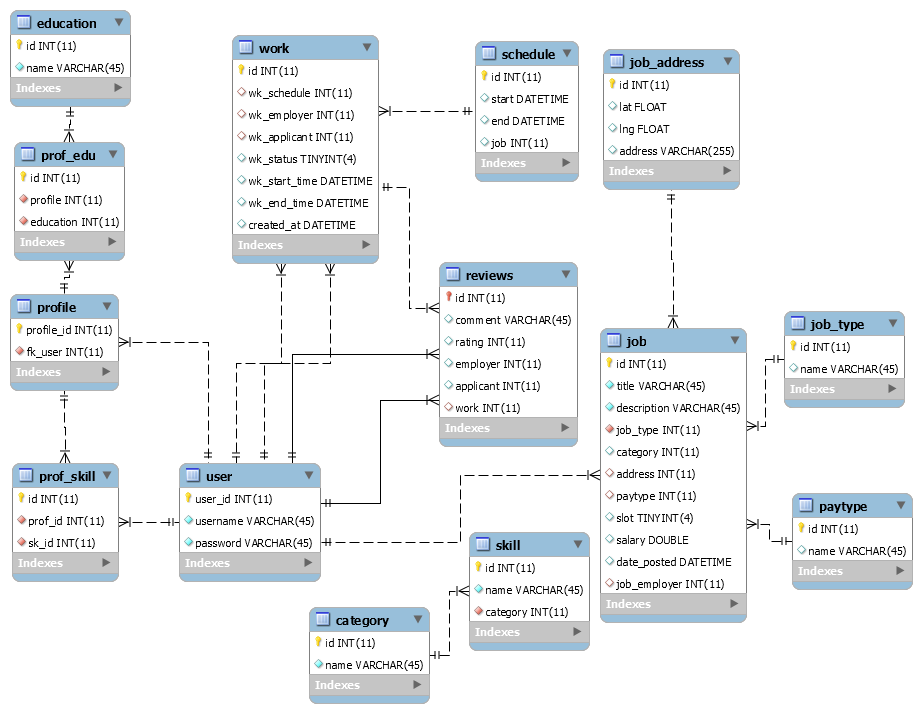 education
id INT(11)
name VARCHAR(45)
Indexes
prof_edu
id INT(11)
profile INT(11)
education INT(11)
Indexes
profile
profile_id INT(11)
fk_user INT(11)
Indexes
prof_skill
id INT(11)
prof_id INT(11)
sk_id INT(11)
Indexes
work
id INT(11)
wk_schedule INT(11)
wk_employer INT(11)
wk_applicant INT(11)
wk_status TINYINT(4)
wk_start_time DATETIME
wk_end_time DATETIME
created_at DATETIME
Indexes
user
user_id INT(11)
username VARCHAR(45)
password VARCHAR(45)
Indexes
category
id INT(11)
name VARCHAR(45)
Indexes
schedule
id INT(11)
start DATETIME
end DATETIME
job INT(11)
Indexes
reviews
id INT(11)
comment VARCHAR(45)
rating INT(11)
employer INT(11)
applicant INT(11)
work INT(11)
Indexes
skill
id INT(11)
name VARCHAR(45)
category INT(11)
Indexes
job_address
id INT(11)
lat FLOAT
lng FLOAT
address VARCHAR(255)
Indexes
job
id INT(11)
title VARCHAR(45)
description VARCHAR(45)
job_type INT(11)
category INT(11)
address INT(11)
paytype INT(11)
slot TINYINT(4)
salary DOUBLE
date_posted DATETIME
job_employer INT(11)
Indexes
job_type
id INT(11)
name VARCHAR(45)
Indexes
paytype
id INT(11)
name VARCHAR(45)
Indexes